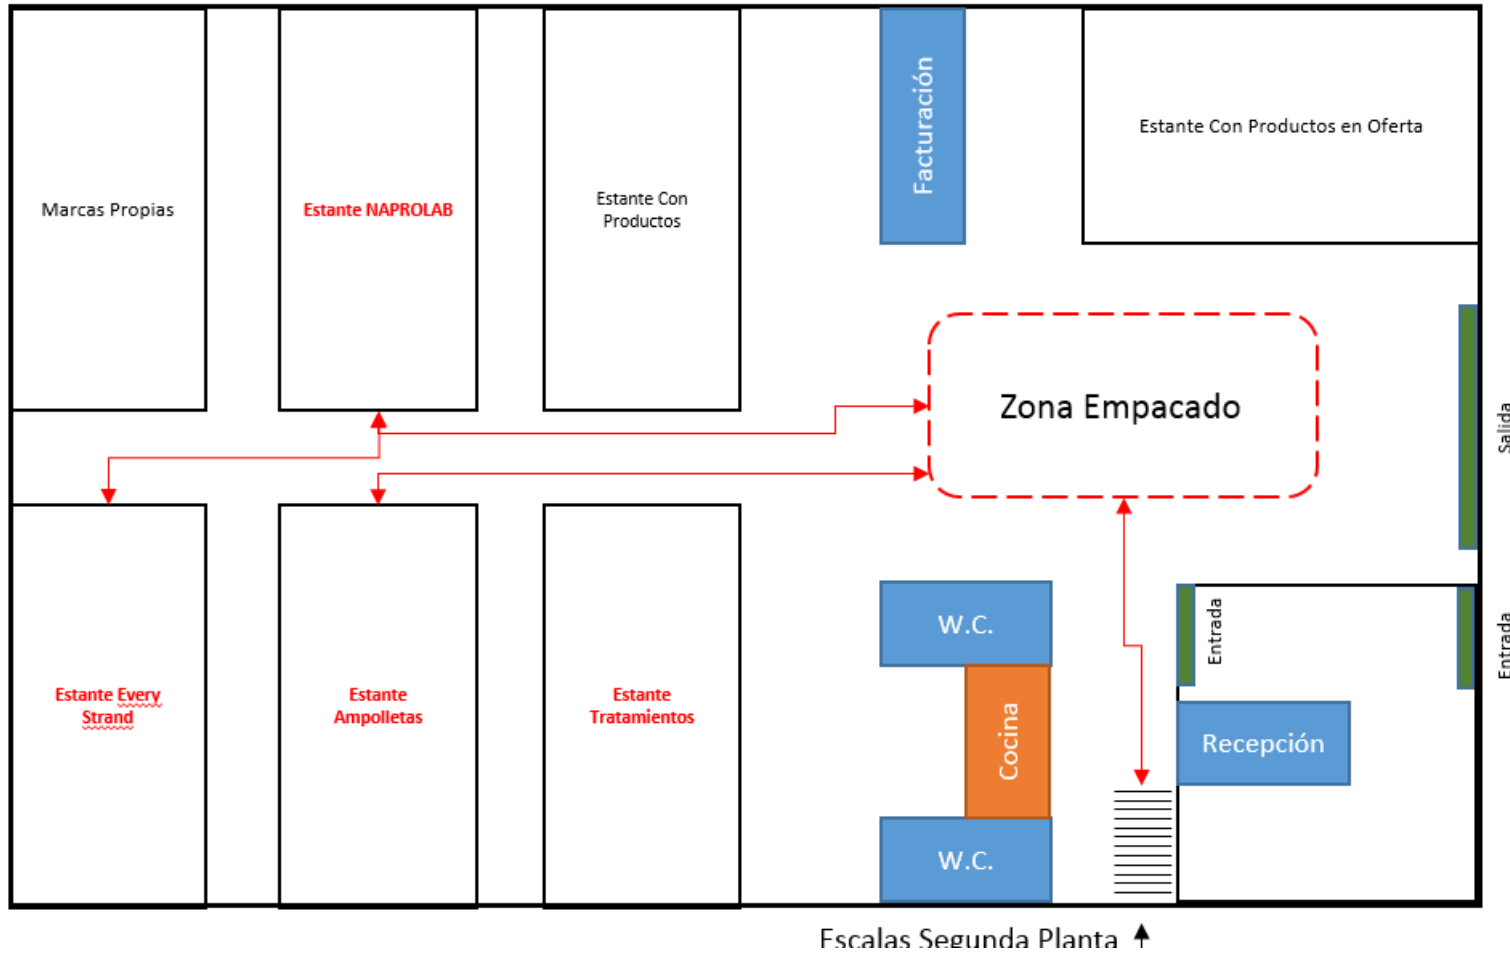 Marcas Propias
Estante NAPROLAB
Estante Con
Productos
Facturación
Estante Con Productos en Oferta
Zona Empacado
Salida
Estante Every
Strand
Estante
Ampolletas
Estante
Tratamientos
W.C.
Cocina
W.C.
Entrada
Entrada
Recepción
Escalas Segunda Planta